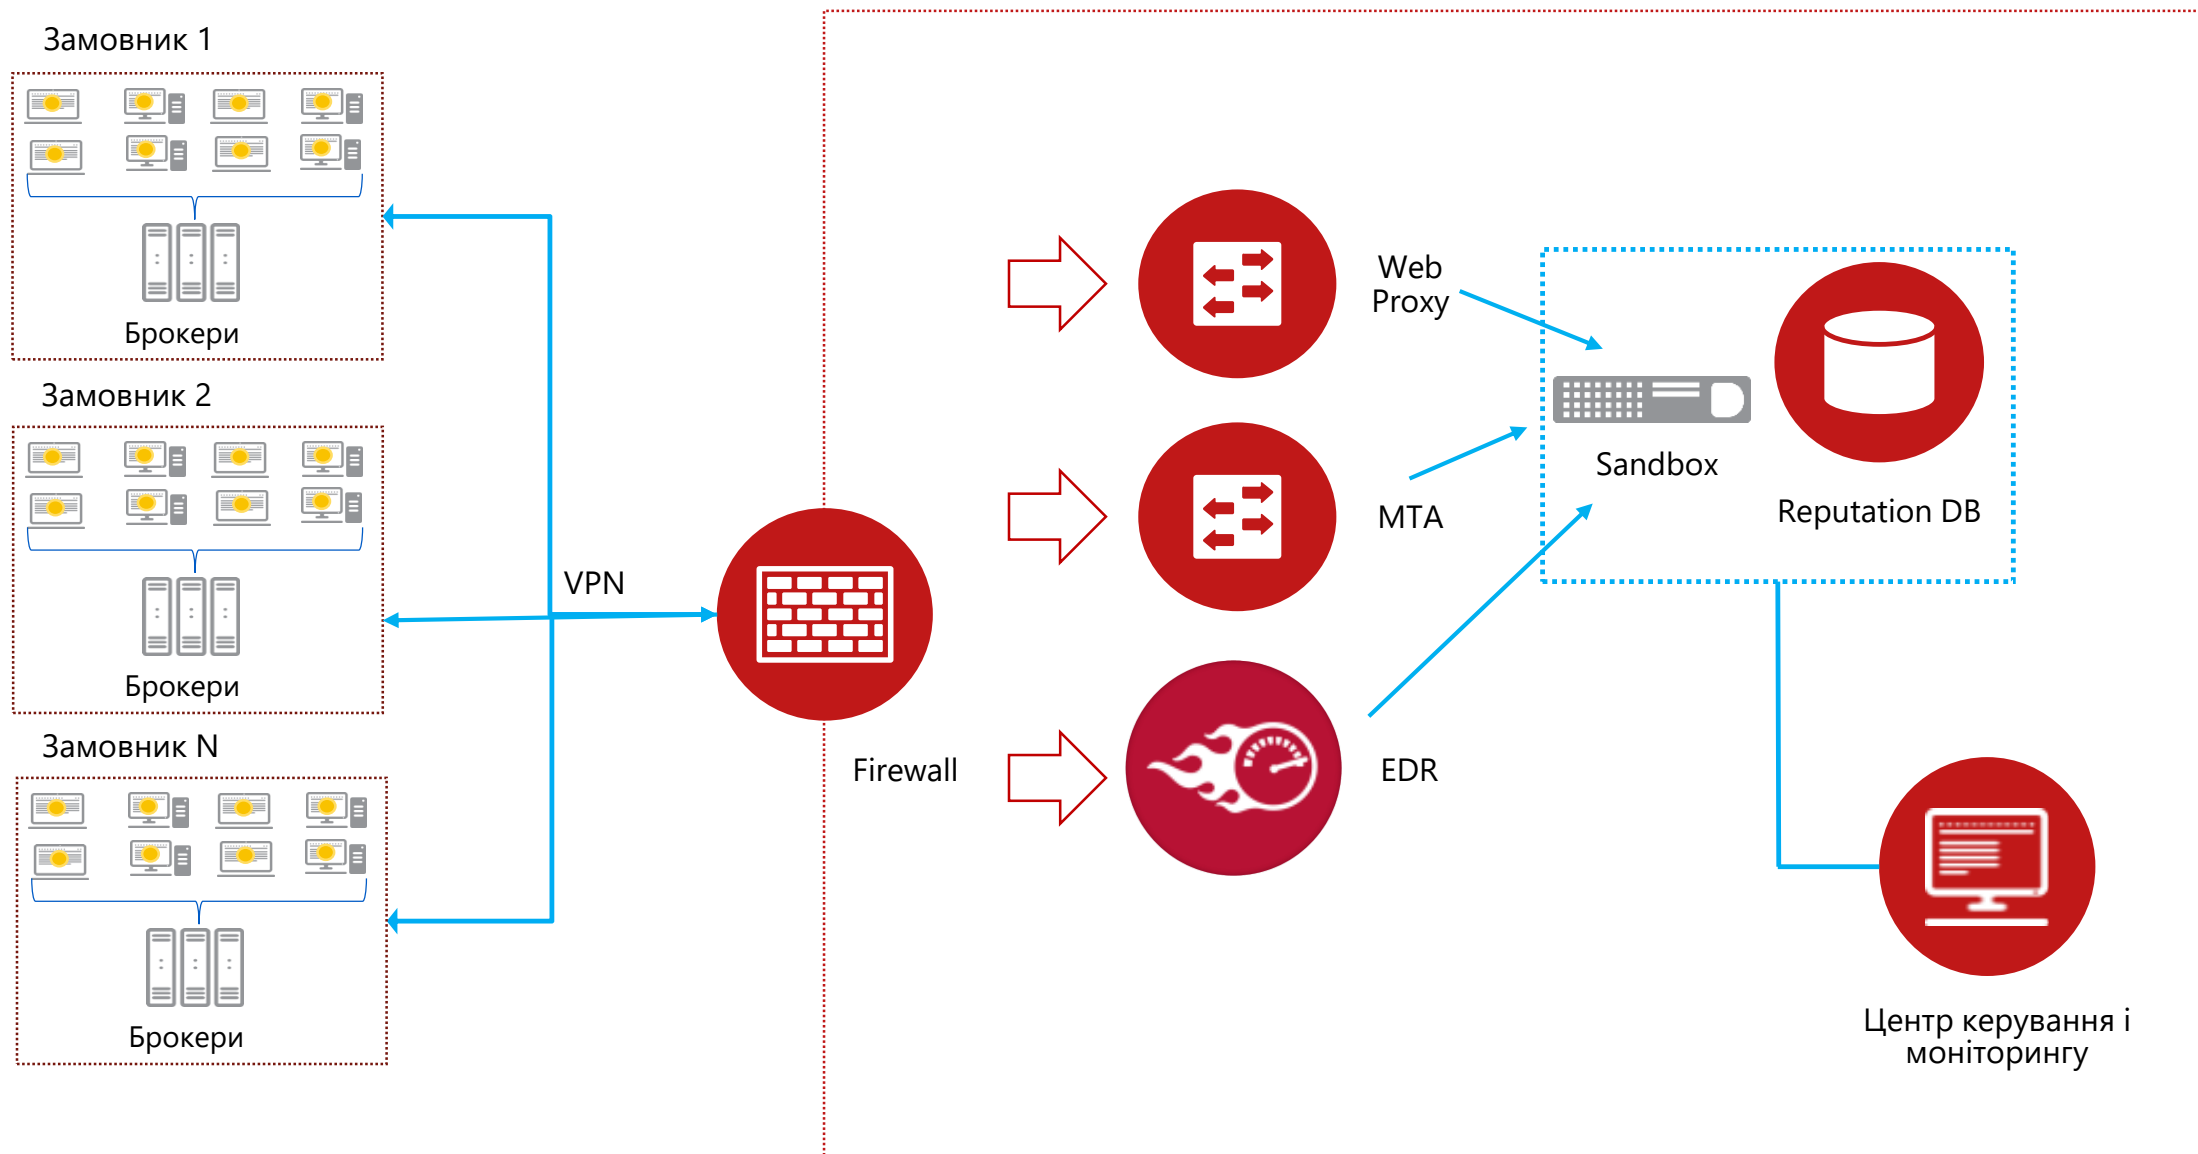 Замовник 1
Брокери
Замовник 2
Брокери
Замовник N
Брокери
VPN
Firewall
Web
Proxy
MTA
EDR
Sandbox
Reputation DB
Центр керування і
моніторингу